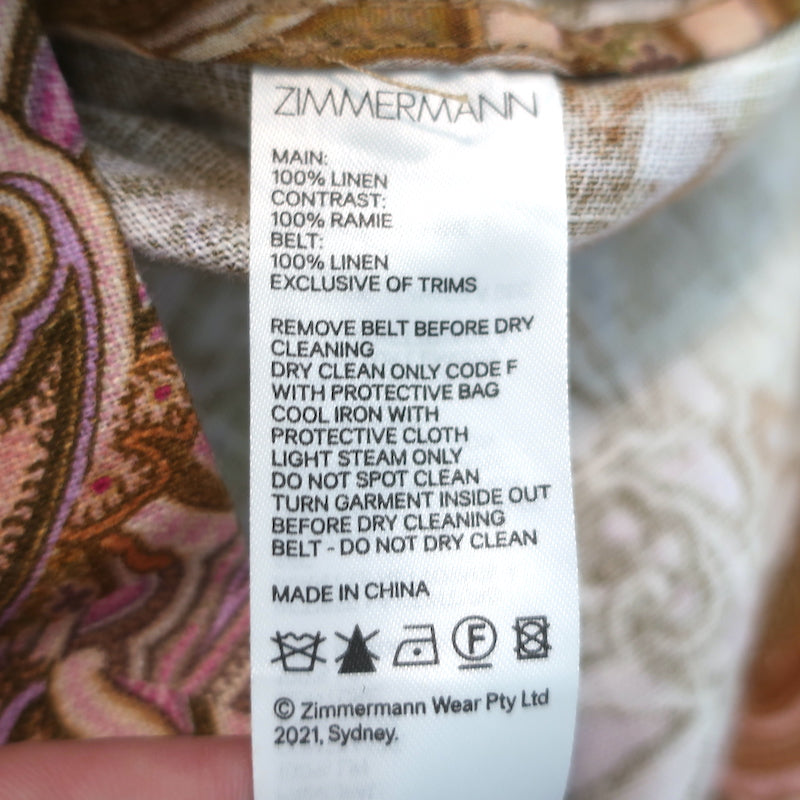 ZIMMERMANN
MAIN:
100% LINEN
CONTRAST:
100% RAMIE
BELT:
100% LINEN
EXCLUSIVE OF TRIMS
REMOVE BELT BEFORE DRY
CLEANING
DRY CLEAN ONLY CODE F
WITH PROTECTIVE BAG
COOL IRON WITH
PROTECTIVE CLOTH
LIGHT STEAM ONLY
DO NOT SPOT CLEAN
TURN GARMENT INSIDE OUT
BEFORE DRY CLEANING
BELT - DO NOT DRY CLEAN
MADE IN CHINA
F
© Zimmermann Wear Pty Ltd
2021, Sydney.